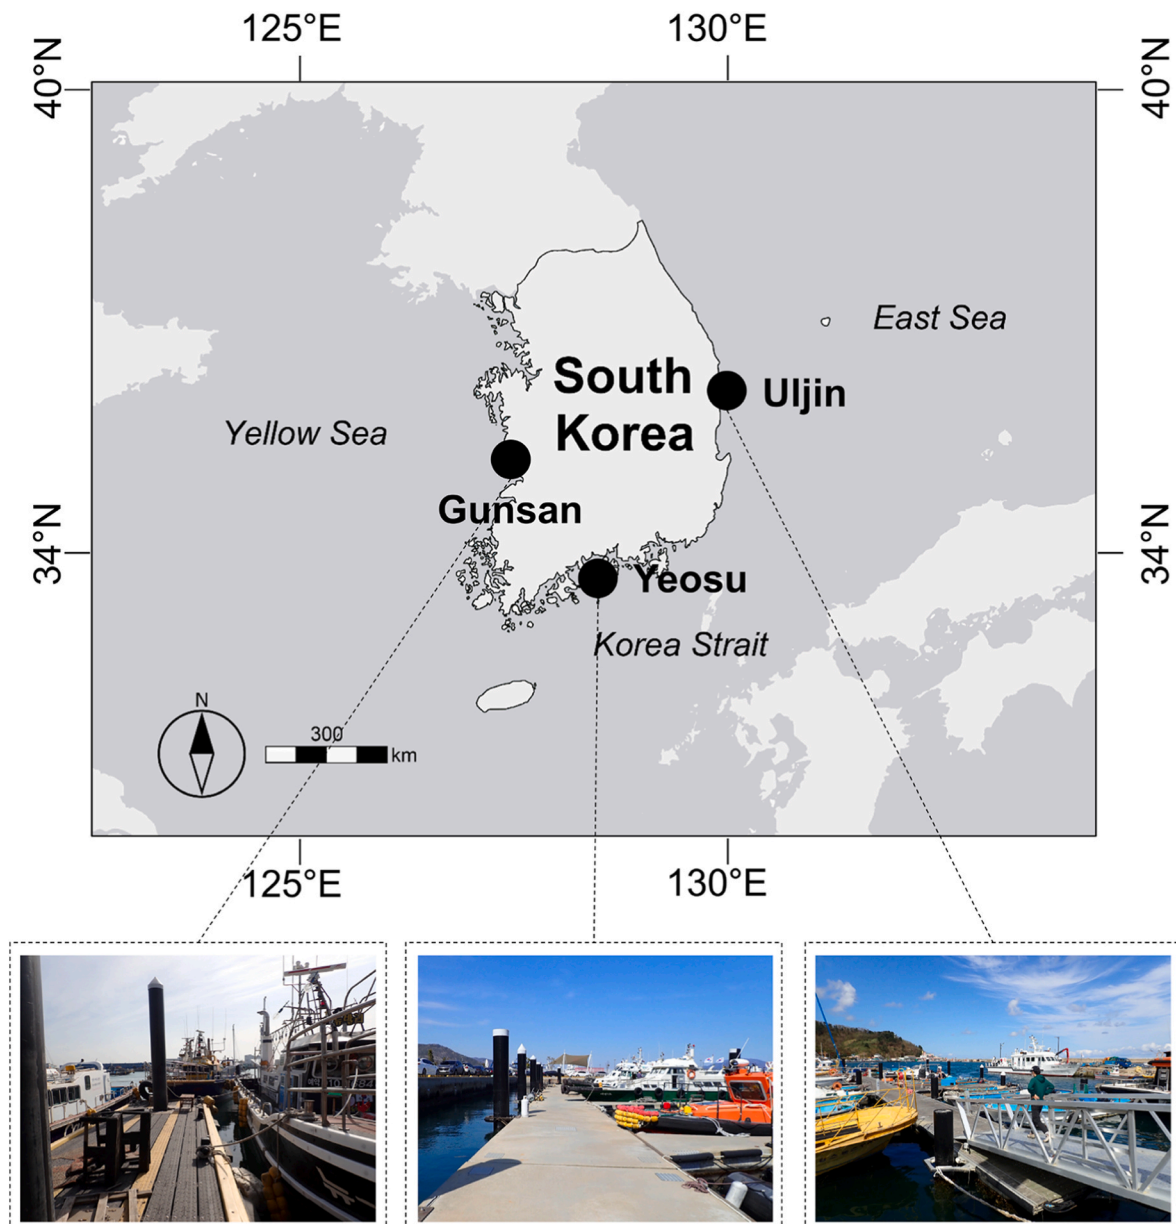 125°E 130°E
40°N 40°N
East Sea
South
Korea
Uljin
Yellow Sea
Gunsan
34°N 34°N
Yeosu
Korea Strait
N
300
km
125°E 130°E